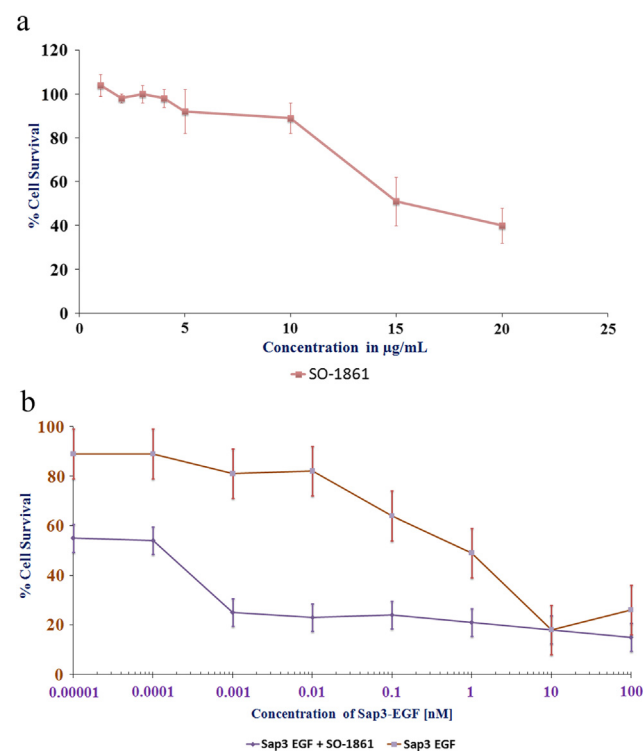 a
120
100
80
60
40
20
0
% Cell Survival
0 5 10 15 20 25
Concentration in µg/mL
SO-1861
b
100
80
60
40
20
0
% Cell Survival
0.00001 0.0001 0.001 0.01 0.1 1 10 100
Concentration of Sap3-EGF [nM]
Sap3 EGF + SO-1861 Sap3 EGF